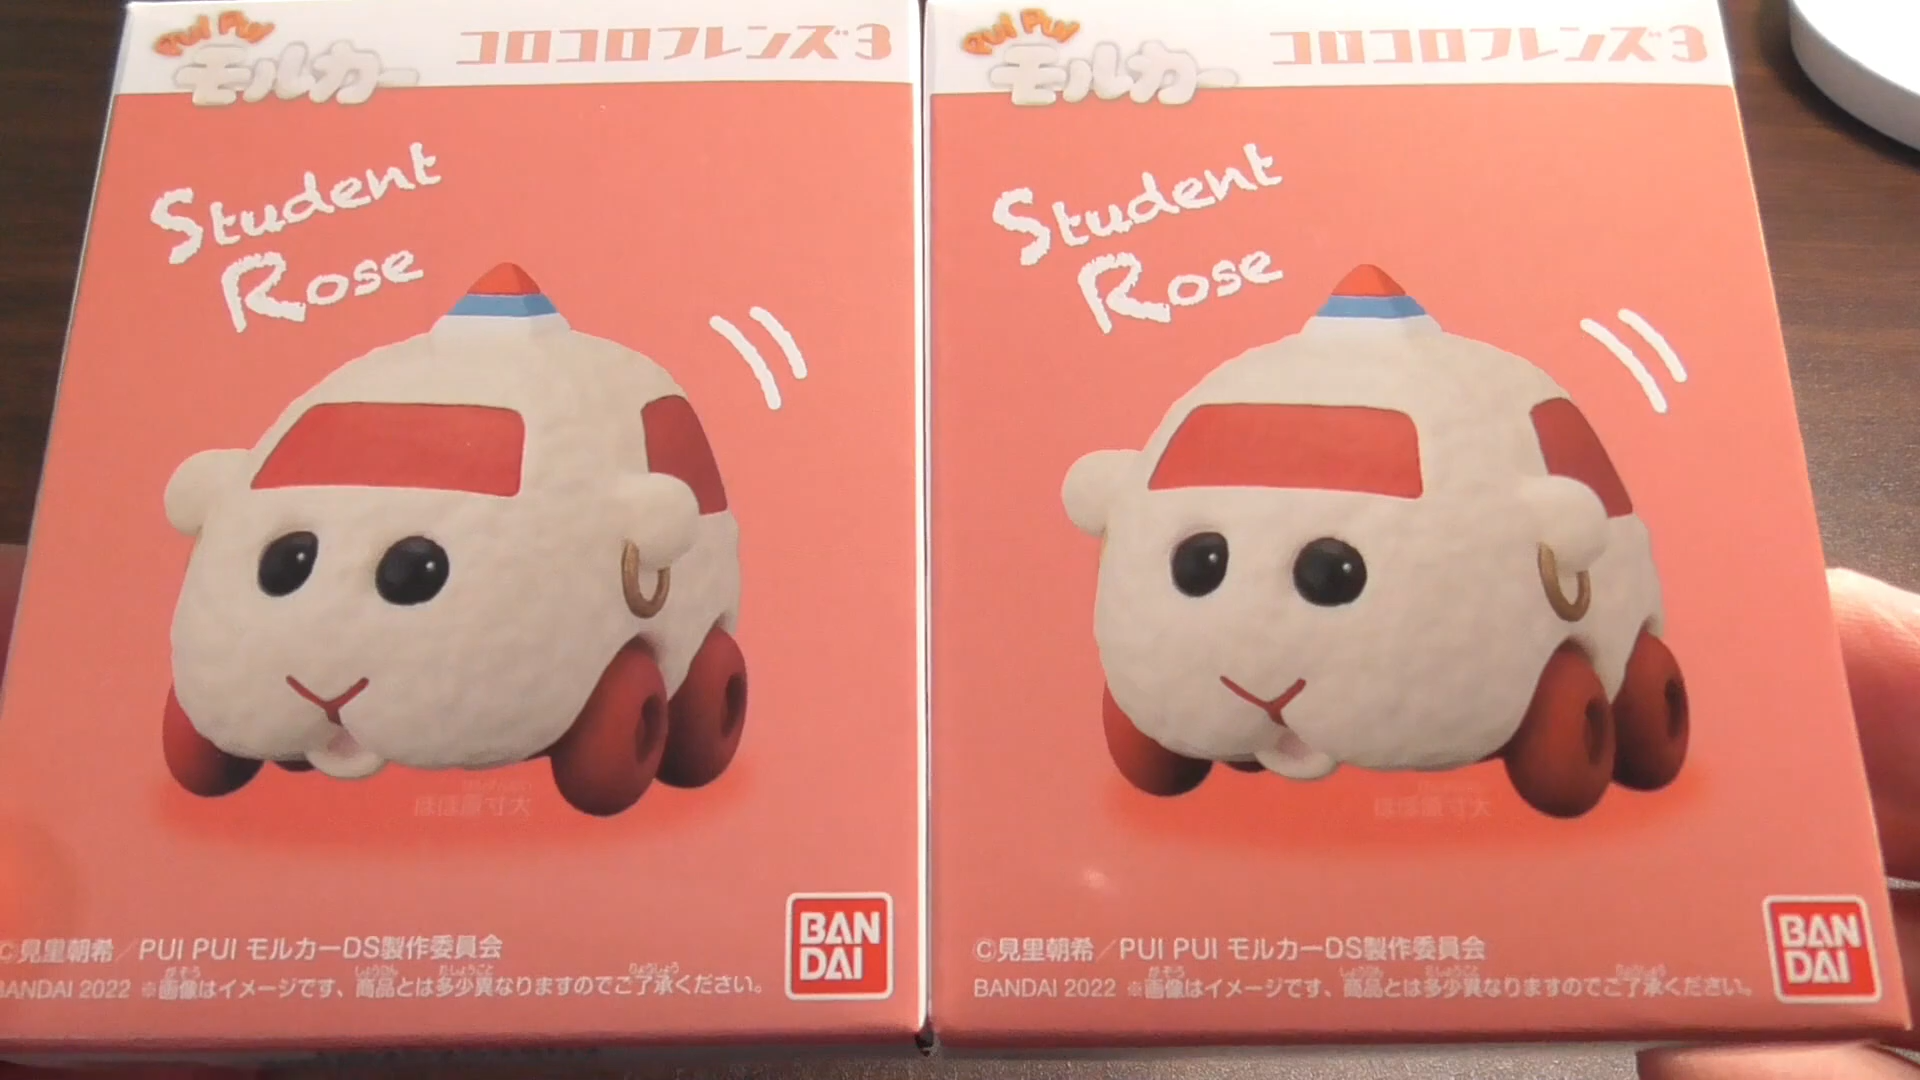 PUI PUI
モルカー
コロコロフレンズ3
Student
Rose
ほぼ原寸大
BAN
DAI
©見里朝希/PUI PUI モルカーDS製作委員会
BANDAI 2022 ※画像はイメージです、商品とは多少異なりますのでご了承ください。
PUI PUI
モルカー
コロコロフレンズ3
Student
Rose
ほぼ原寸大
BAN
DAI
©見里朝希/PUI PUI モルカーDS製作委員会
BANDAI 2022 ※画像はイメージです、商品とは多少異なりますのでご了承ください。